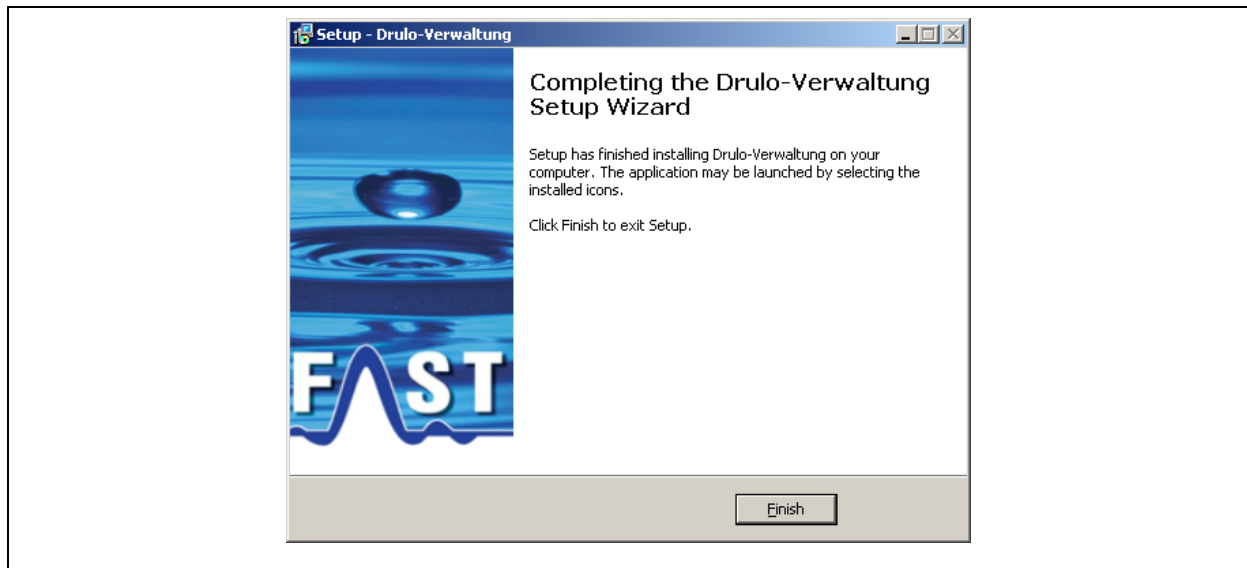 Setup - Drulo-Verwaltung
Completing the Drulo-Verwaltung
Setup Wizard
Setup has finished installing Drulo-Verwaltung on your
computer. The application may be launched by selecting the
installed icons.
Click Finish to exit Setup.
FAST
Finish